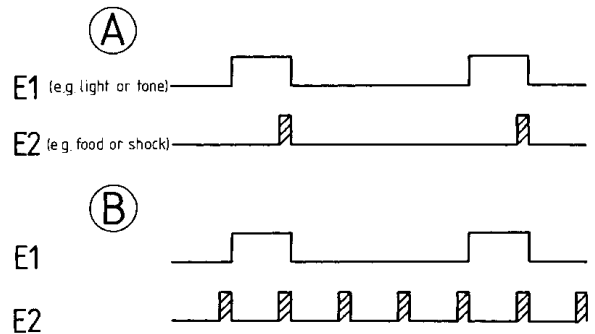 A
E1 (e.g. light or tone)
E2 (e.g. food or shock)
B
E1
E2